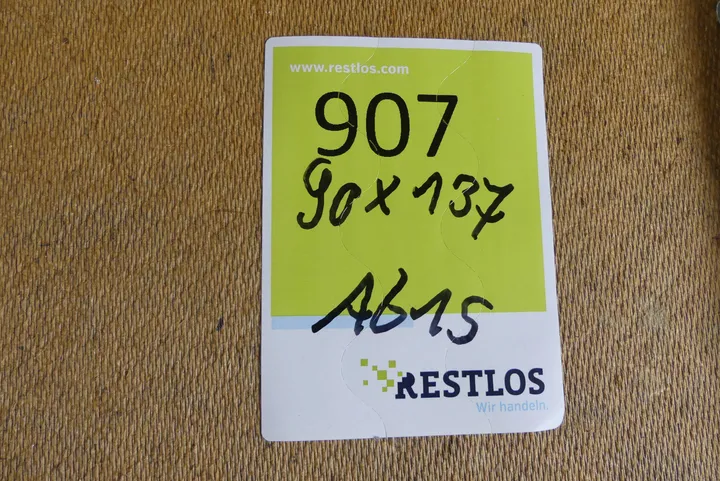 www.restlos.com
907
90x137
Ab15
RESTLOS
Wir handeln.